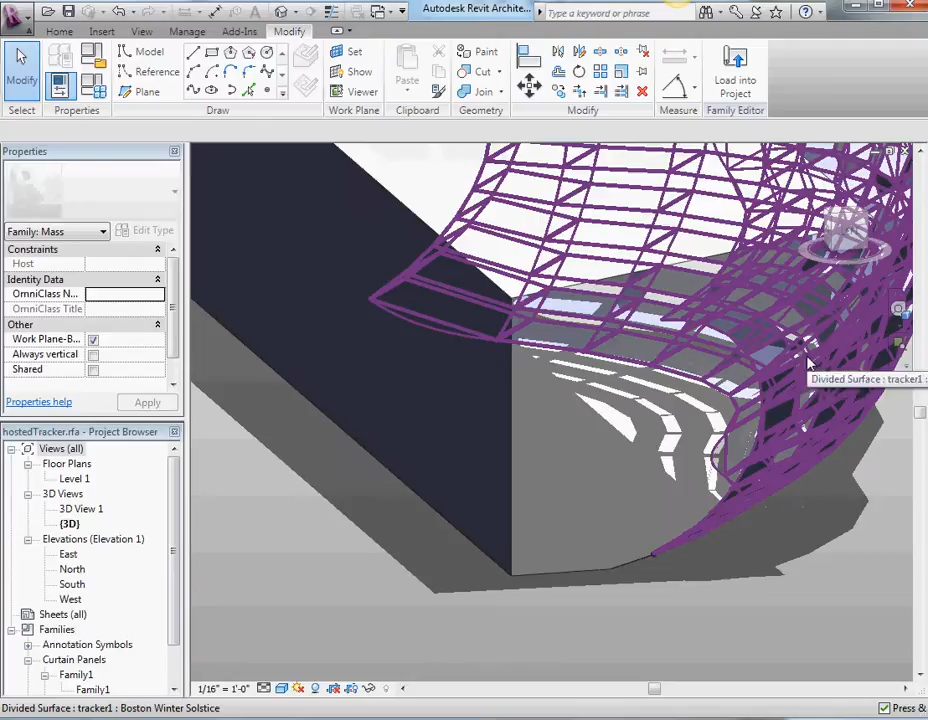 Autodesk Revit Archite...
Type a keyword or phrase
Home Insert View Manage Add-Ins Modify
Modify
Model
Reference
Plane
Set
Show
Viewer
Paste
Paint
Cut
Join
Load into
Project
Select Properties Draw Work Plane Clipboard Geometry Modify Measure Family Editor
Properties
Family: Mass Edit Type
Constraints
Host
Identity Data
OmniClass N...
OmniClass Title
Other
Work Plane-B...
Always vertical
Shared
Properties help Apply
hostedTracker.rfa - Project Browser
Views (all)
Floor Plans
Level 1
3D Views
3D View 1
{3D}
Elevations (Elevation 1)
East
North
South
West
Sheets (all)
Families
Annotation Symbols
Curtain Panels
Family1
Family1
Divided Surface : tracker1 :
1/16" = 1'-0"
Divided Surface : tracker1 : Boston Winter Solstice
Press &